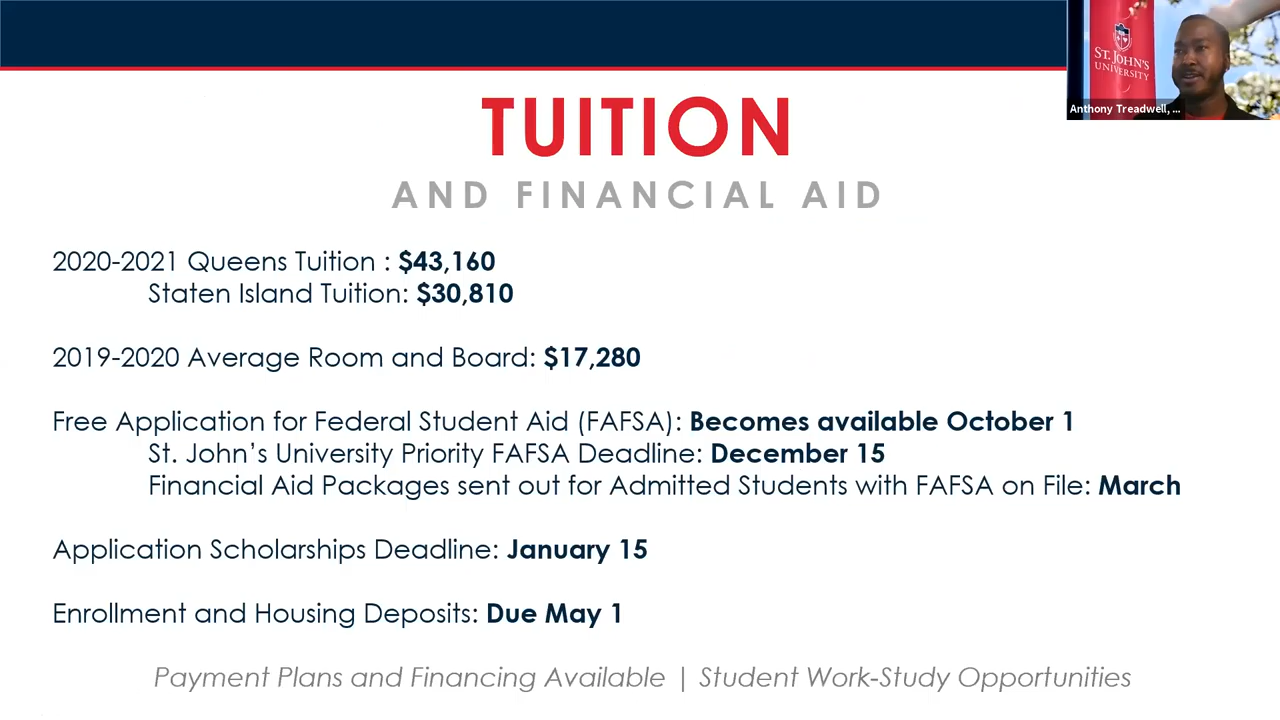 TUITION
AND FINANCIAL AID
ST. JOHN'S
UNIVERSITY
Anthony Treadwell, ...
2020-2021 Queens Tuition : $43,160
Staten Island Tuition: $30,810
2019-2020 Average Room and Board: $17,280
Free Application for Federal Student Aid (FAFSA): Becomes available October 1
St. John’s University Priority FAFSA Deadline: December 15
Financial Aid Packages sent out for Admitted Students with FAFSA on File: March
Application Scholarships Deadline: January 15
Enrollment and Housing Deposits: Due May 1
Payment Plans and Financing Available | Student Work-Study Opportunities